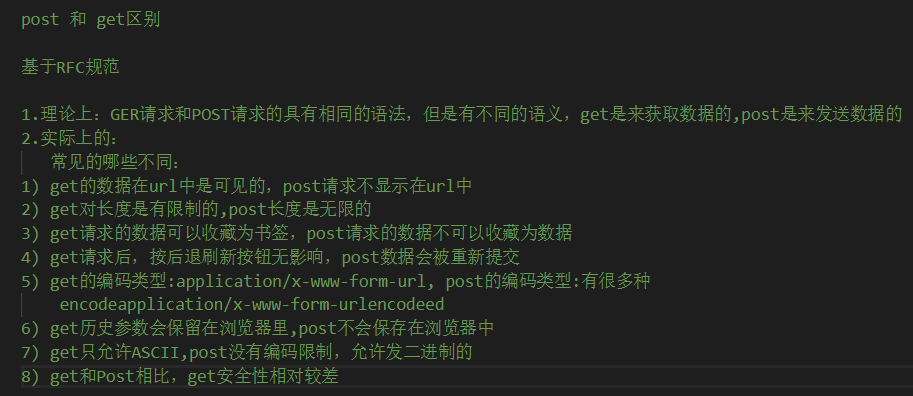 post 和 get区别
基于RFC规范
1.理论上：GER请求和POST请求的具有相同的语法，但是有不同的语义，get是来获取数据的,post是来发送数据的
2.实际上的：
常见的哪些不同：
1) get的数据在url中是可见的，post请求不显示在url中
2) get对长度是有限制的,post长度是无限的
3) get请求的数据可以收藏为书签，post请求的数据不可以收藏为数据
4) get请求后，按后退刷新按钮无影响，post数据会被重新提交
5) get的编码类型:application/x-www-form-url, post的编码类型:有很多种
encodeapplication/x-www-form-urlencodeed
6) get历史参数会保留在浏览器里,post不会保存在浏览器中
7) get只允许ASCII,post没有编码限制，允许发二进制的
8) get和Post相比，get安全性相对较差